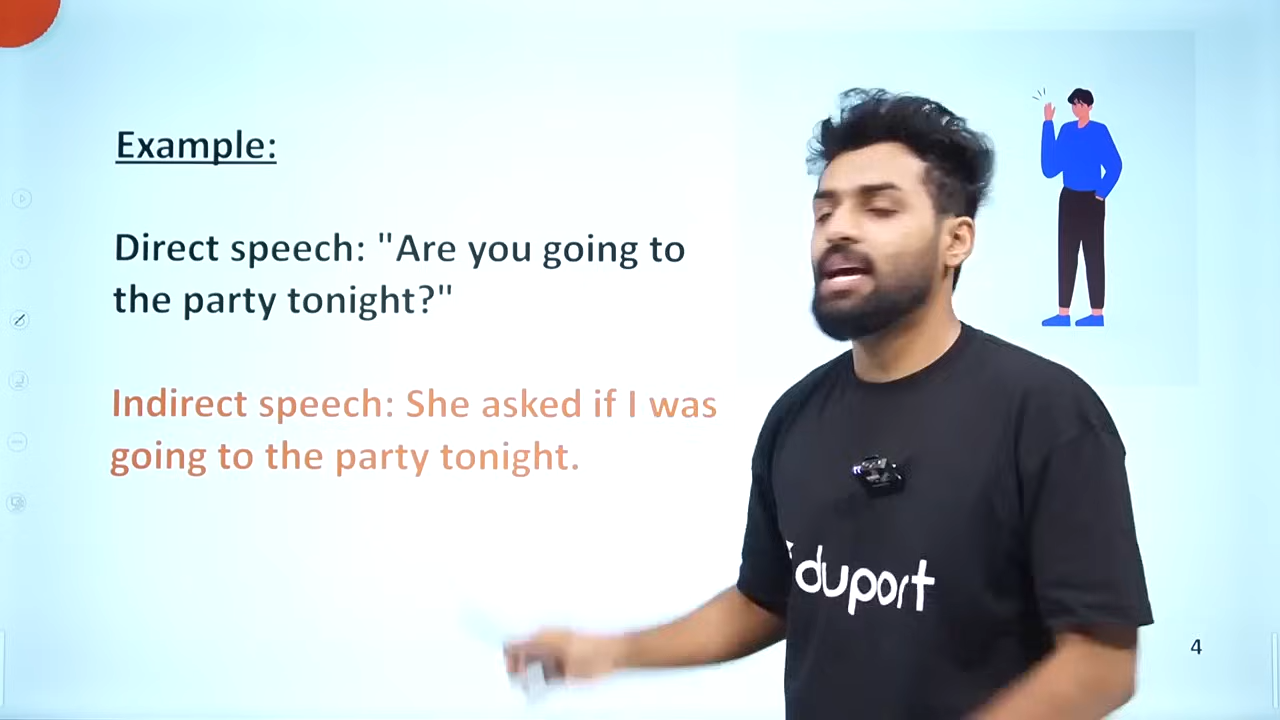 Example:
Direct speech: "Are you going to
the party tonight?"
Indirect speech: She asked if I was
going to the party tonight.
duport
4